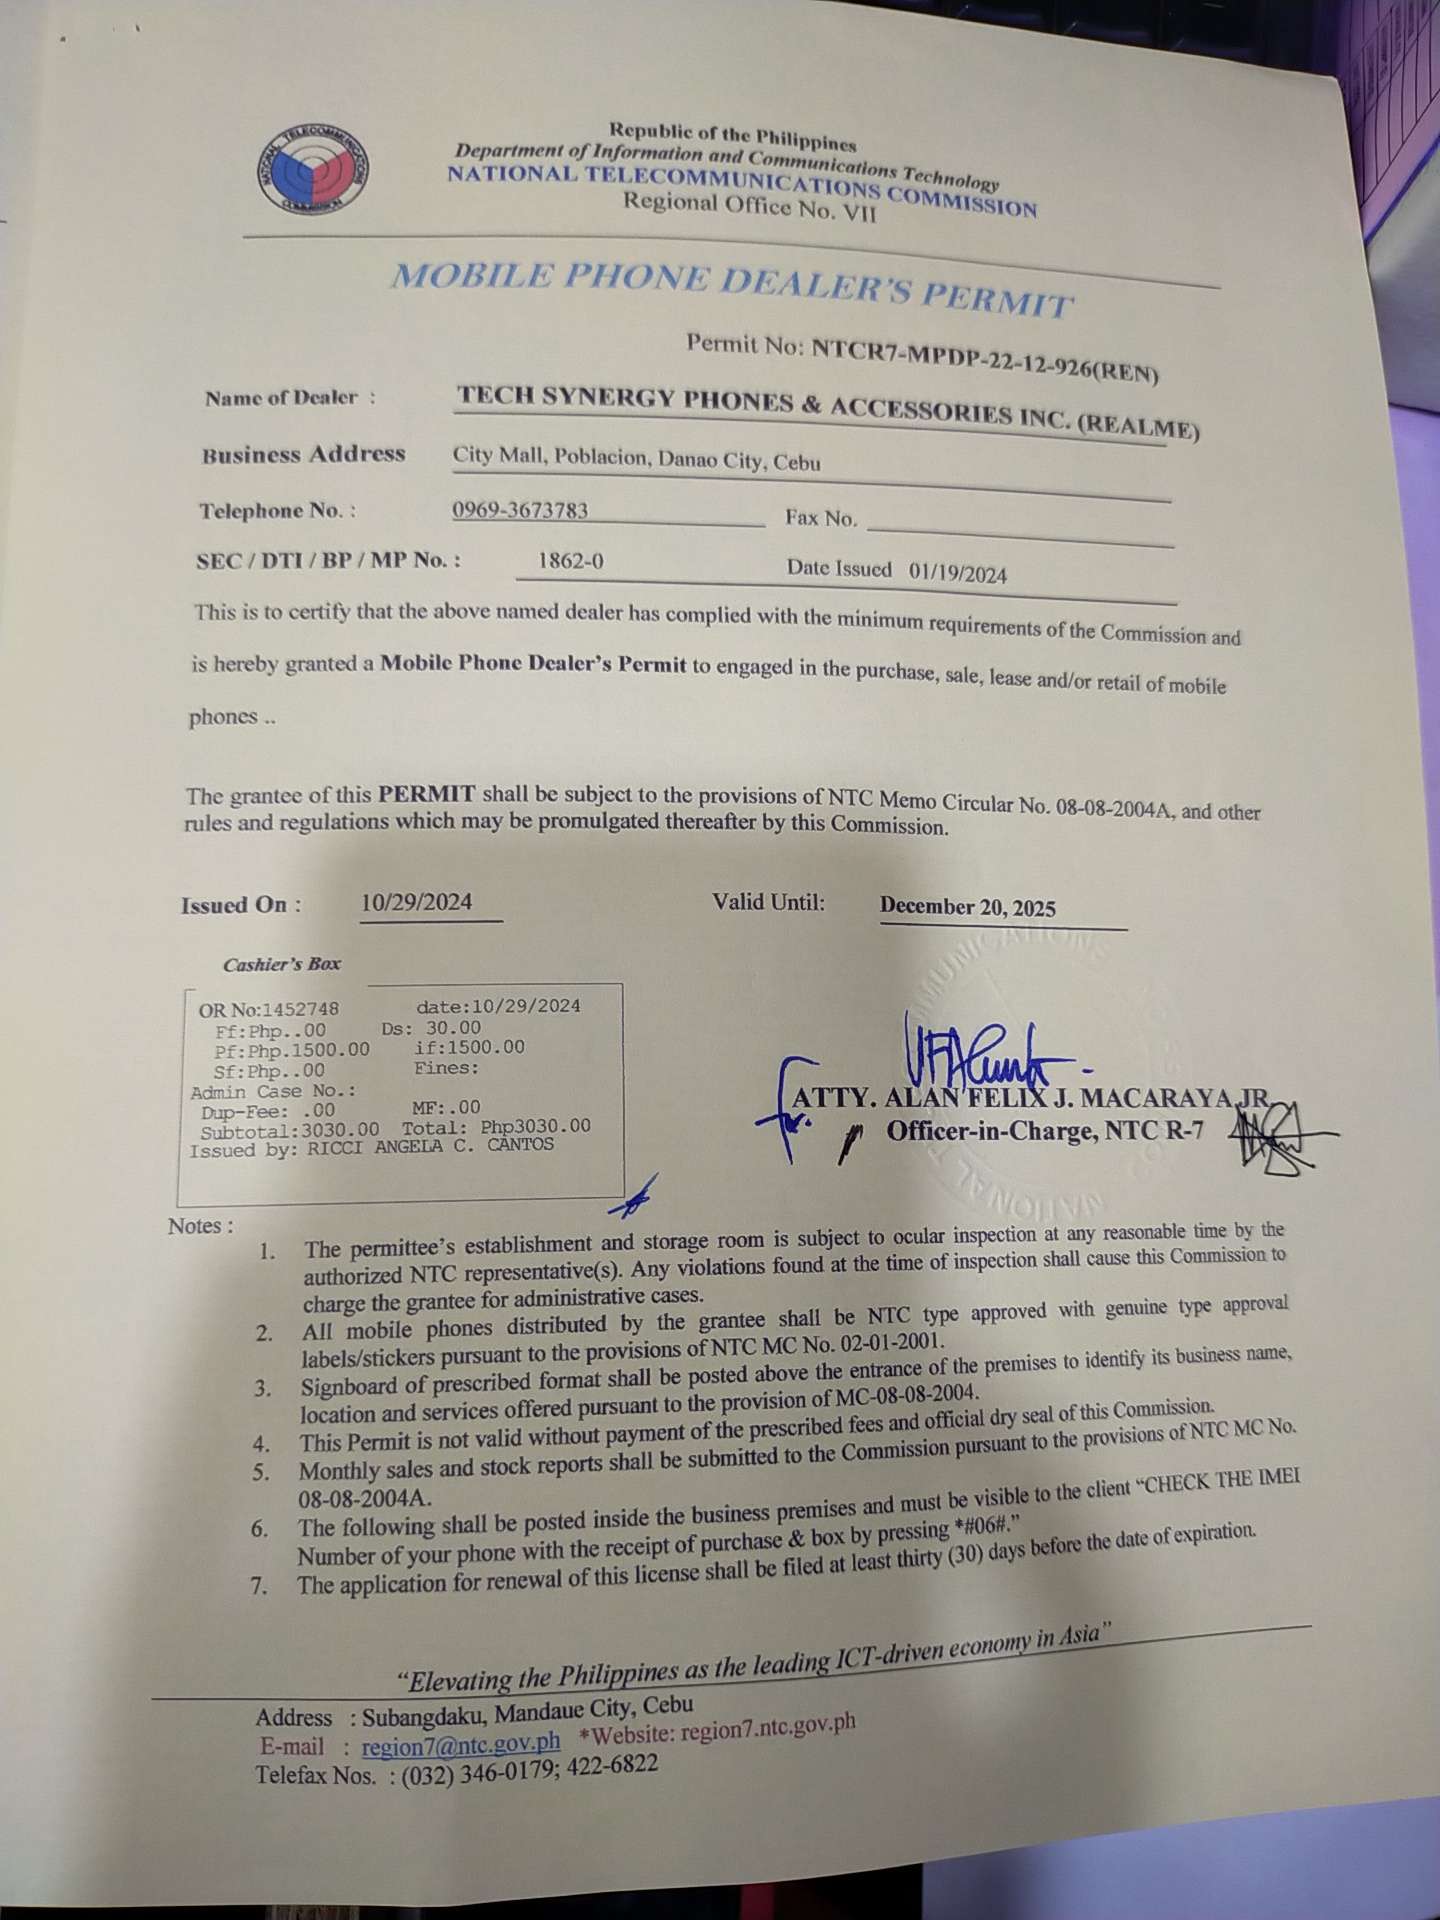 Republic of the Philippines
Department of Information and Communications Technology
NATIONAL TELECOMMUNICATIONS COMMISSION
Regional Office No. VII
NATIONAL TELECOMMUNICATIONS COMMISSION
MOBILE PHONE DEALER'S PERMIT
Permit No: NTCR7-MPDP-22-12-926(REN)
Name of Dealer : TECH SYNERGY PHONES & ACCESSORIES INC. (REALME)
Business Address City Mall, Poblacion, Danao City, Cebu
Telephone No. : 0969-3673783 Fax No.
SEC / DTI / BP / MP No. : 1862-0 Date Issued 01/19/2024
This is to certify that the above named dealer has complied with the minimum requirements of the Commission and
is hereby granted a Mobile Phone Dealer's Permit to engaged in the purchase, sale, lease and/or retail of mobile
phones ..
The grantee of this PERMIT shall be subject to the provisions of NTC Memo Circular No. 08-08-2004A, and other
rules and regulations which may be promulgated thereafter by this Commission.
Issued On : 10/29/2024 Valid Until: December 20, 2025
Cashier's Box
OR No:1452748 date:10/29/2024
Ff:Php..00 Ds: 30.00
Pf:Php.1500.00 if:1500.00
Sf:Php..00 Fines:
Admin Case No.:
Dup-Fee: .00 MF:.00
Subtotal:3030.00 Total: Php3030.00
Issued by: RICCI ANGELA C. CANTOS
ATTY. ALAN FELIX J. MACARAYA,JR.
Officer-in-Charge, NTC R-7
Notes :
1. The permittee's establishment and storage room is subject to ocular inspection at any reasonable time by the
authorized NTC representative(s). Any violations found at the time of inspection shall cause this Commission to
charge the grantee for administrative cases.
2. All mobile phones distributed by the grantee shall be NTC type approved with genuine type approval
labels/stickers pursuant to the provisions of NTC MC No. 02-01-2001.
3. Signboard of prescribed format shall be posted above the entrance of the premises to identify its business name,
location and services offered pursuant to the provision of MC-08-08-2004.
4. This Permit is not valid without payment of the prescribed fees and official dry seal of this Commission.
5. Monthly sales and stock reports shall be submitted to the Commission pursuant to the provisions of NTC MC No.
08-08-2004A.
6. The following shall be posted inside the business premises and must be visible to the client “CHECK THE IMEI
Number of your phone with the receipt of purchase & box by pressing *#06#.”
7. The application for renewal of this license shall be filed at least thirty (30) days before the date of expiration.
“Elevating the Philippines as the leading ICT-driven economy in Asia”
Address : Subangdaku, Mandaue City, Cebu
E-mail : region7@ntc.gov.ph *Website: region7.ntc.gov.ph
Telefax Nos. : (032) 346-0179; 422-6822